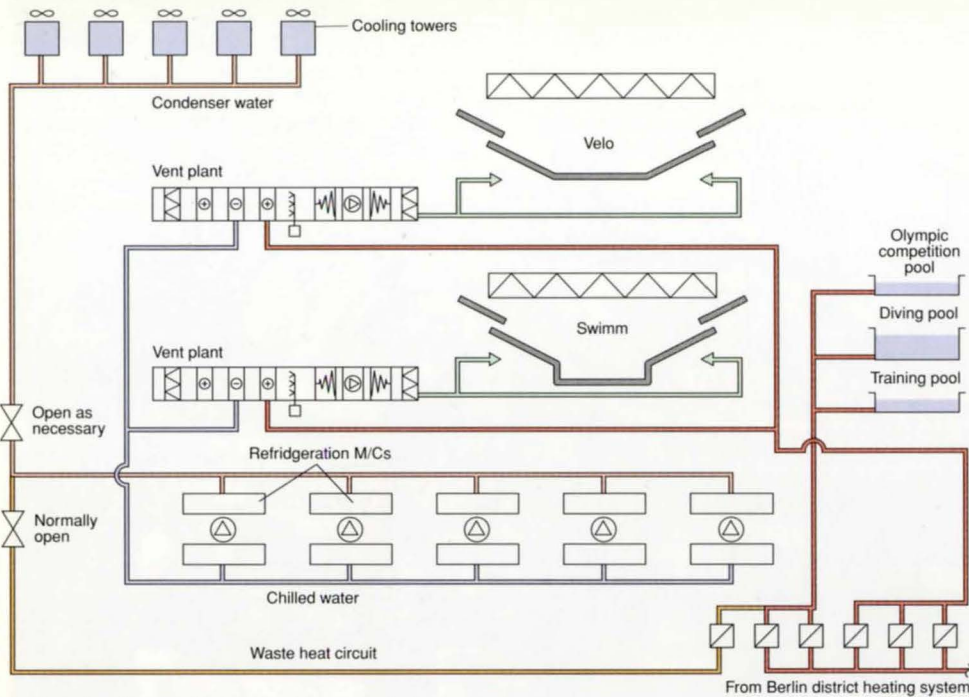 Cooling towers
Condenser water
Velo
Vent plant
Olympic
competition
pool
Diving pool
Swimm
Vent plant
Training pool
Open as
necessary
Refridgeration M/Cs
Normally
open
Chilled water
Waste heat circuit
From Berlin district heating system